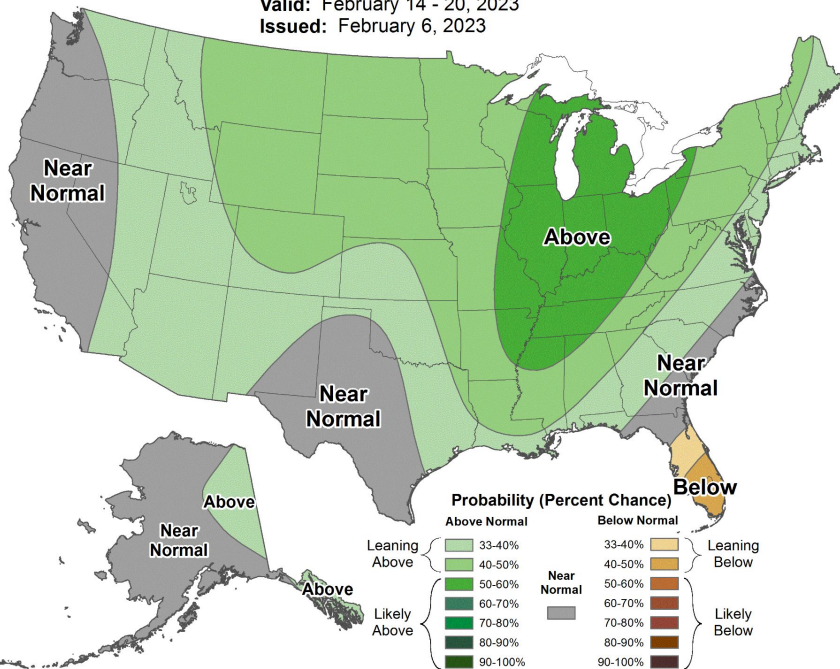 Valid: February 14 - 20, 2023
Issued: February 6, 2023
Near
Normal
Above
Near
Normal
Near
Normal
Below
Above
Near
Normal
Above
Probability (Percent Chance)
Above Normal
Below Normal
Leaning
Above
33-40%
40-50%
Likely
Above
50-60%
60-70%
70-80%
80-90%
90-100%
Near
Normal
33-40%
40-50%
Leaning
Below
50-60%
60-70%
70-80%
80-90%
90-100%
Likely
Below